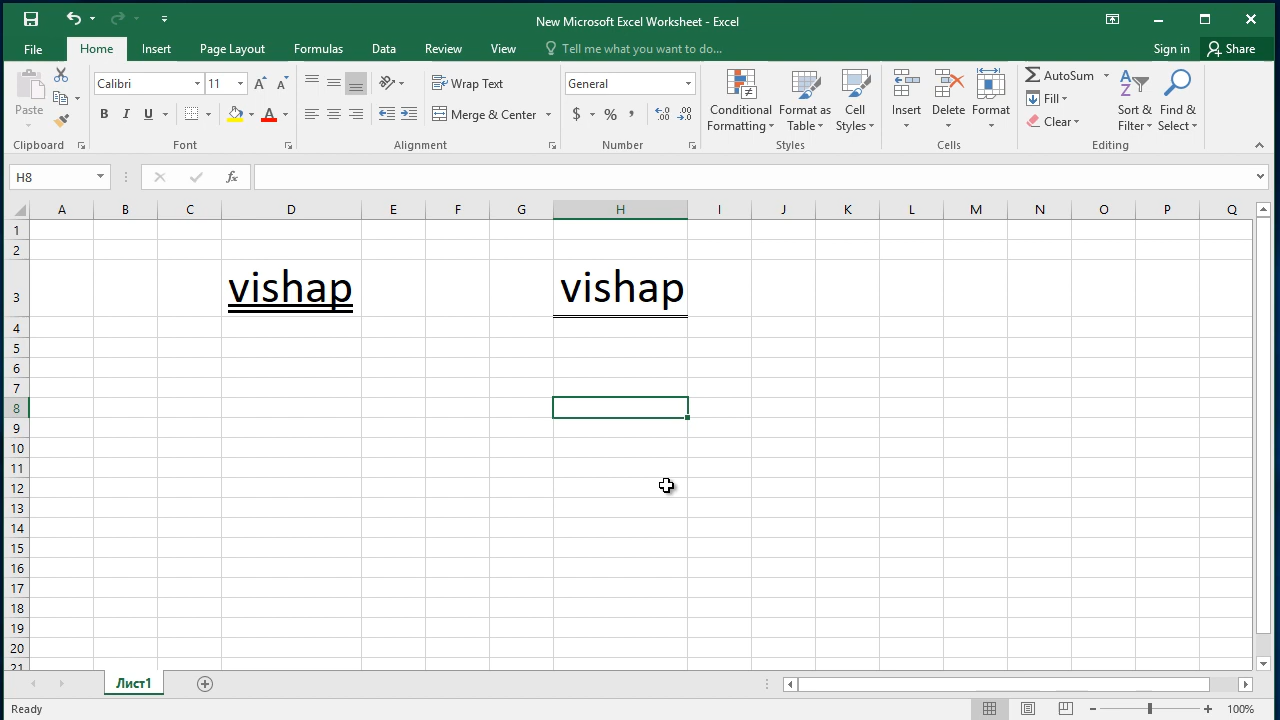 New Microsoft Excel Worksheet - Excel
File Home Insert Page Layout Formulas Data Review View Tell me what you want to do... Sign in Share
Paste
Calibri 11
B I U A
Wrap Text
Merge & Center
General
$ % ,
Conditional Formatting
Format as Table
Cell Styles
Insert
Delete
Format
AutoSum
Fill
Clear
Sort & Filter
Find & Select
Clipboard Font Alignment Number Styles Cells Editing
H8 fx
A B C D E F G H I J K L M N O P Q
1
2
3 vishap vishap
4
5
6
7
8
9
10
11
12
13
14
15
16
17
18
19
20
21
Лист1
Ready 100%